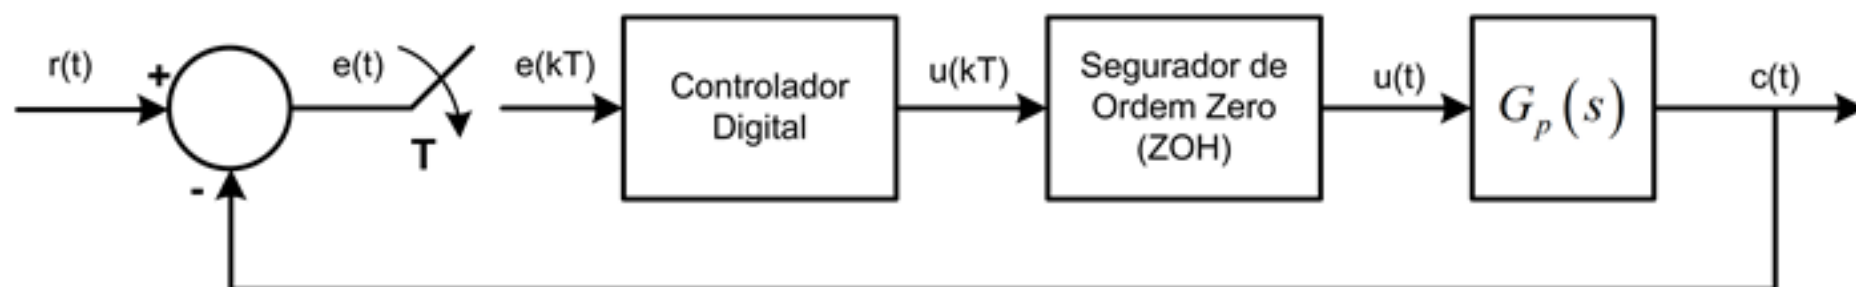 r(t)
+
-
e(t)
T
e(kT)
Controlador
Digital
u(kT)
Segurador de
Ordem Zero
(ZOH)
u(t)
G_p(s)
c(t)